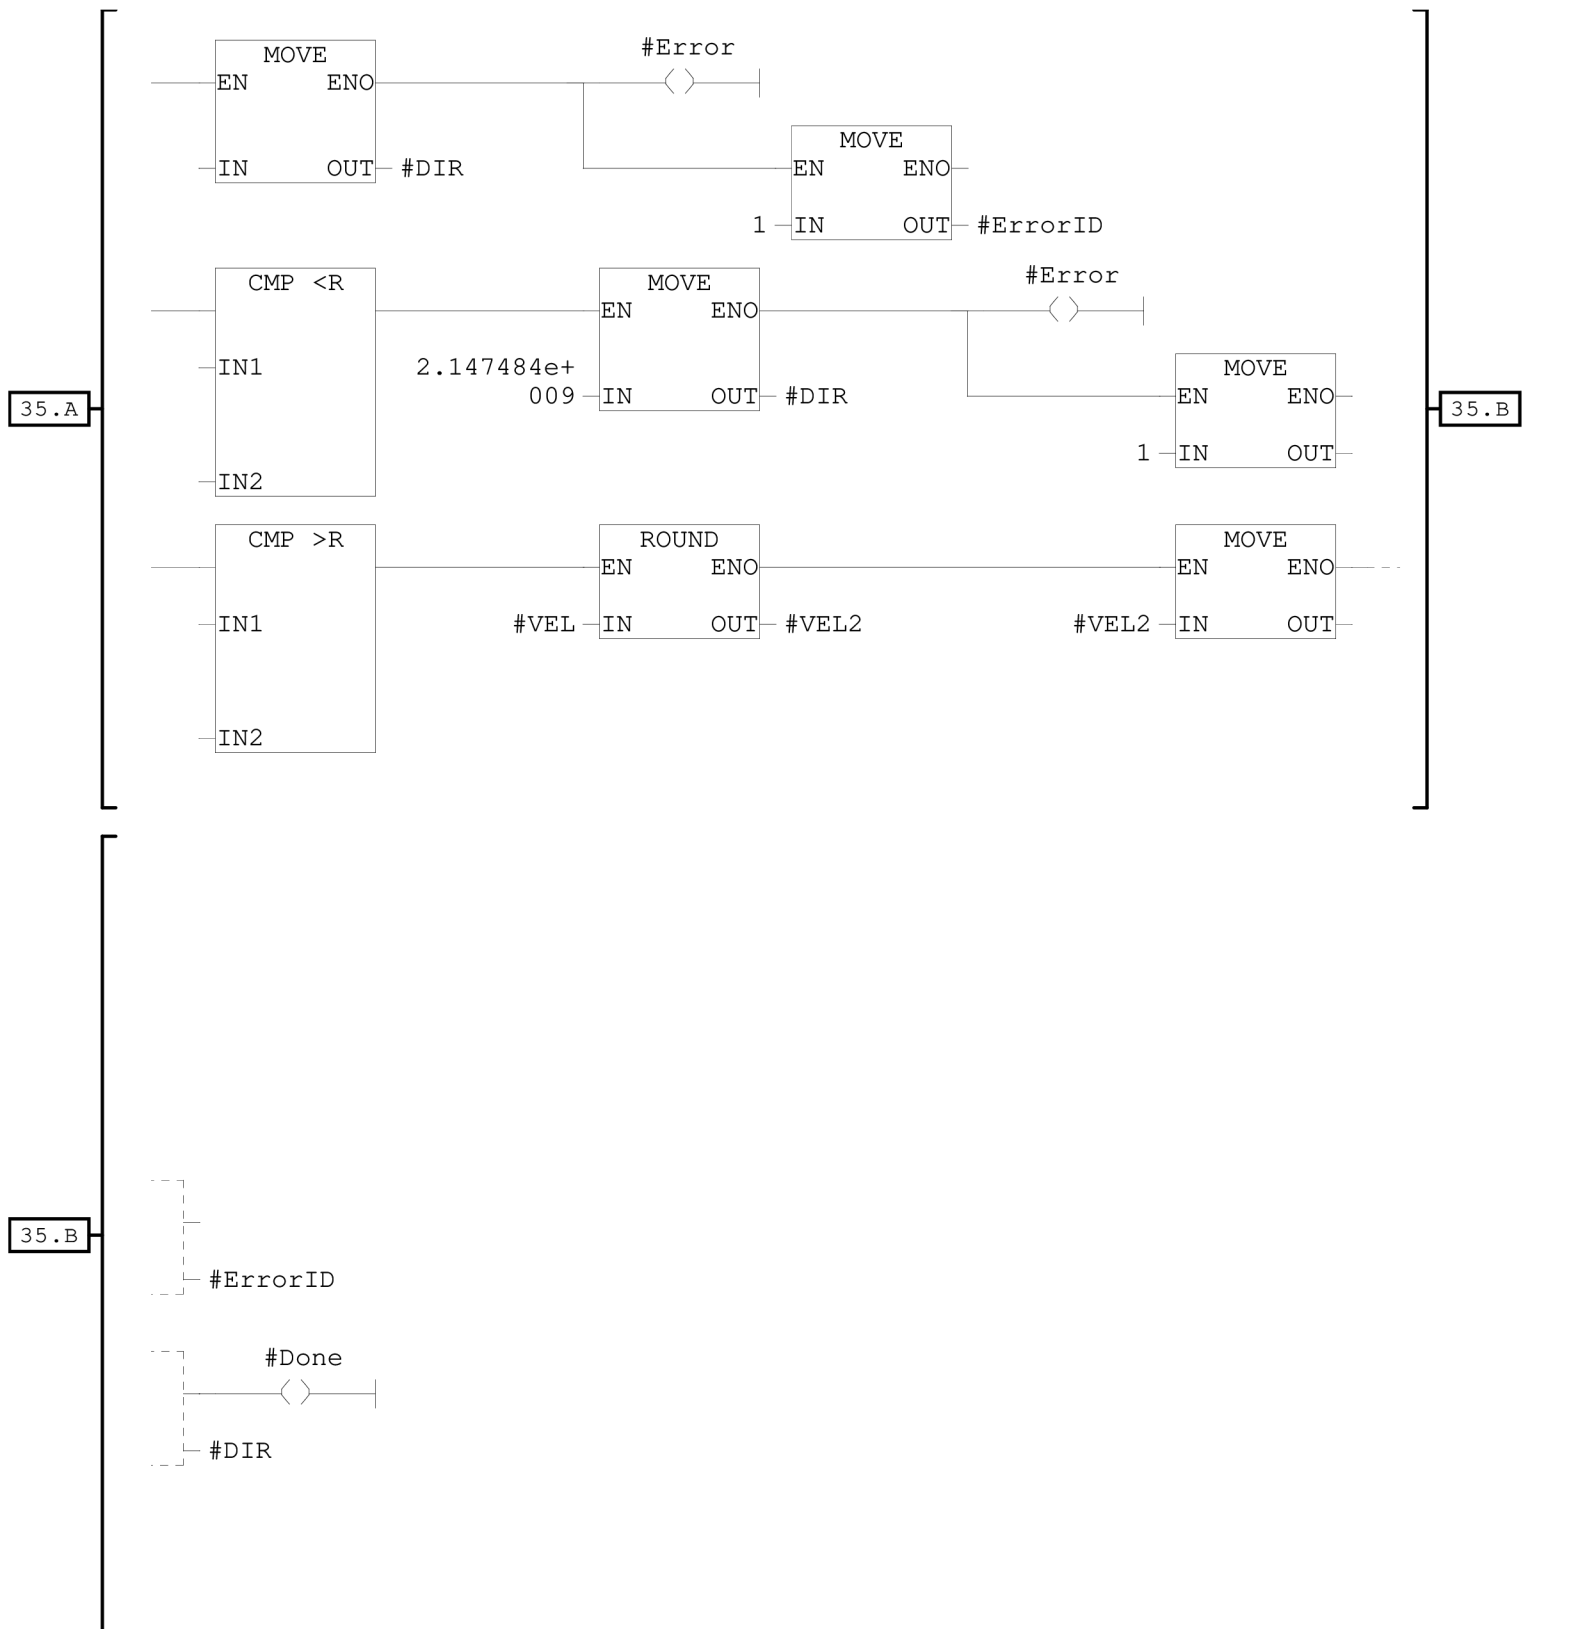 MOVE #Error
EN ENO
MOVE
IN OUT #DIR EN ENO
1 IN OUT #ErrorID
CMP <R MOVE #Error
EN ENO
IN1 2.147484e+ MOVE
35.A 009 IN OUT #DIR EN ENO 35.B
1 IN OUT
IN2
CMP >R ROUND MOVE
EN ENO EN ENO
IN1 #VEL IN OUT #VEL2 #VEL2 IN OUT
IN2
35.B
#ErrorID
#Done
#DIR